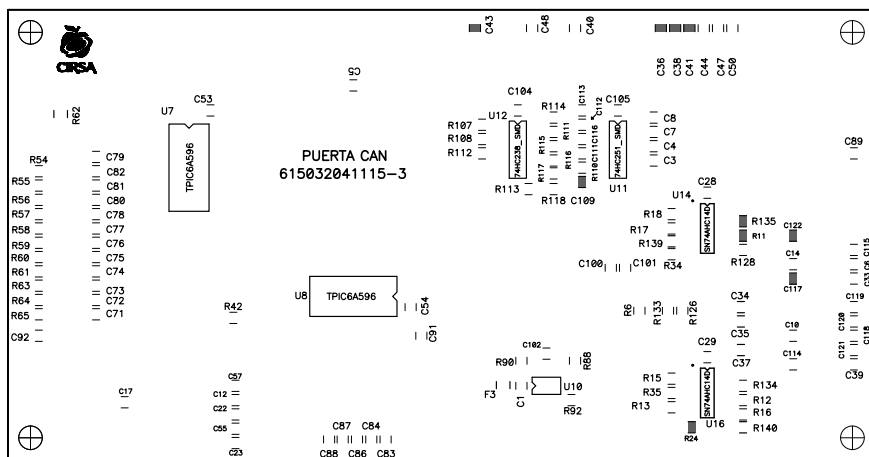 C43
C48
C40
C36
C38
C41
C44
C47
C50
CIRSA
C5
C53
U7
R62
TPIC6A596
PUERTA CAN
615032041115-3
C104
U12
R107
R108
R112
R113
74HC238_SMD
R114
R115
R117
R118
C113
C112
R111
R116
C116
C111
R110
C109
C105
74HC251_SMD
U11
C8
C7
C4
C3
C89
R54
R55
R56
R57
R58
R59
R60
R61
R63
R64
R65
C92
C79
C82
C81
C80
C78
C77
C76
C75
C74
C73
C72
C71
C28
U14
SN74AHC14D
R18
R17
R139
R34
R135
R11
R128
C122
C14
C117
C115
C6
C33
C119
C120
C118
C121
C39
C100
C101
U8
TPIC6A596
C54
C91
R42
R6
R133
R126
C34
C35
C37
C10
C114
C29
SN74AHC14D
U16
R15
R35
R13
R24
R134
R12
R16
R140
C102
R90
R88
F3
C1
U10
R92
C17
C57
C12
C22
C55
C23
C87
C84
C88
C86
C83